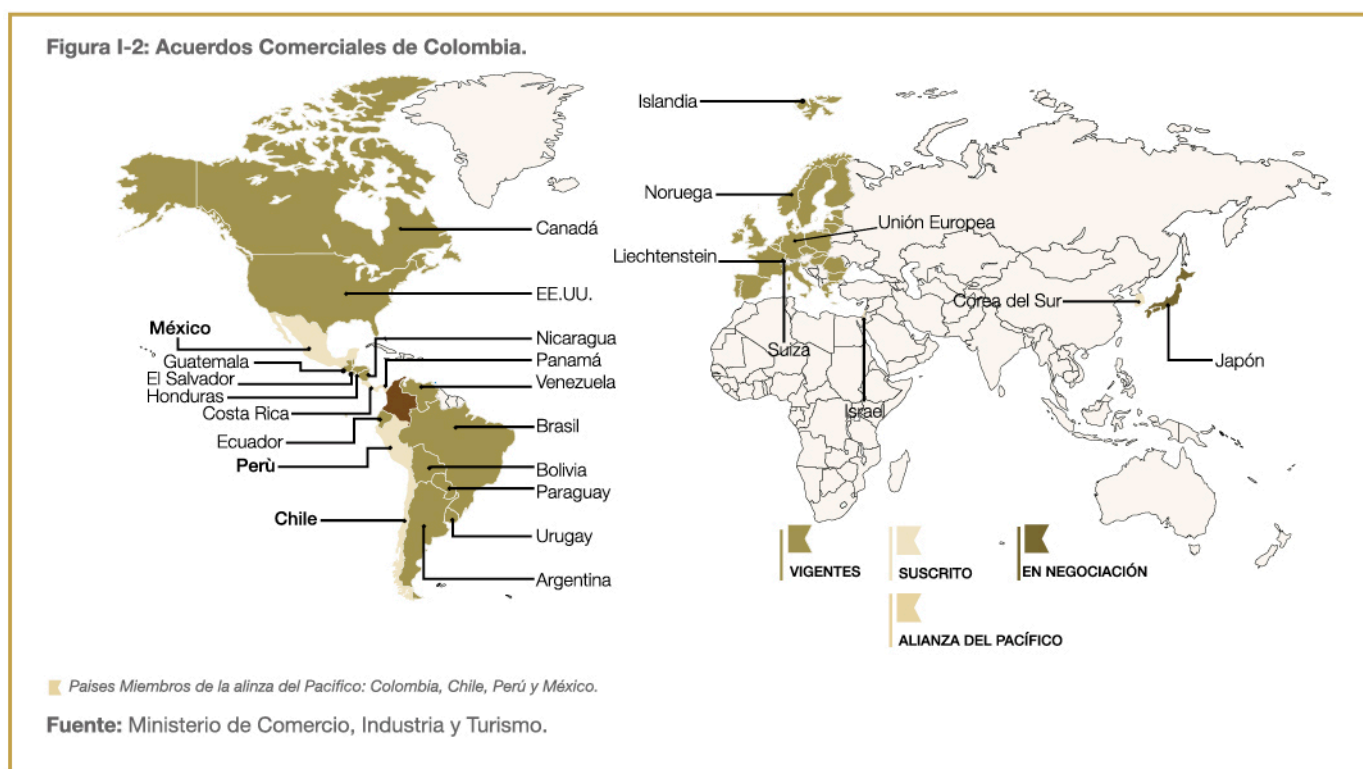 Figura I-2: Acuerdos Comerciales de Colombia.
Islandia
Noruega
Canadá
Unión Europea
Liechtenstein
EE.UU.
Córea del Sur
México
Nicaragua
Guatemala
Panamá
Suiza
Japón
El Salvador
Venezuela
Honduras
Costa Rica
Israel
Ecuador
Brasil
Perù
Bolivia
Paraguay
Chile
Urugay
Argentina
VIGENTES
SUSCRITO
EN NEGOCIACIÓN
ALIANZA DEL PACÍFICO
Paises Miembros de la alinza del Pacifico: Colombia, Chile, Perú y México.
Fuente: Ministerio de Comercio, Industria y Turismo.